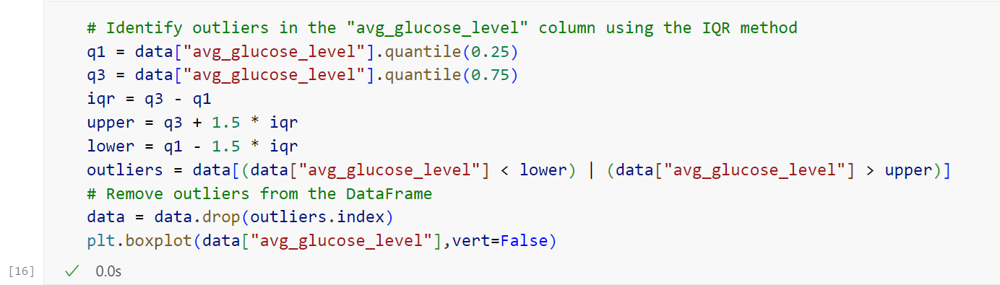 # Identify outliers in the "avg_glucose_level" column using the IQR method
q1 = data["avg_glucose_level"].quantile(0.25)
q3 = data["avg_glucose_level"].quantile(0.75)
iqr = q3 - q1
upper = q3 + 1.5 * iqr
lower = q1 - 1.5 * iqr
outliers = data[(data["avg_glucose_level"] < lower) | (data["avg_glucose_level"] > upper)]
# Remove outliers from the DataFrame
data = data.drop(outliers.index)
plt.boxplot(data["avg_glucose_level"],vert=False)
[16] ✓ 0.0s